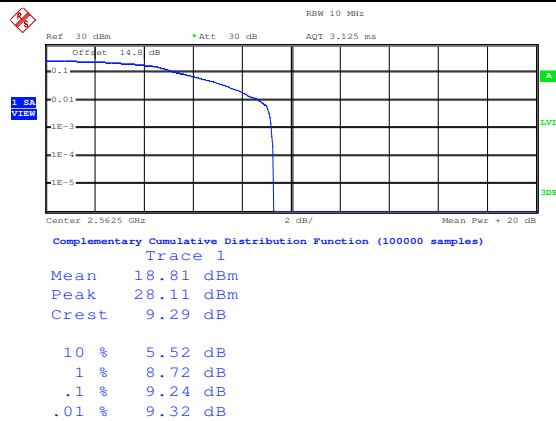 R S
RBW 10 MHz
Ref 30 dBm *Att 30 dB AQT 3.125 ms
Offset 14.8 dB
0.1
A
0.01
1 SA
VIEW
1E-3
LVL
1E-4
1E-5
3DB
Center 2.5625 GHz 2 dB/ Mean Pwr + 20 dB
Complementary Cumulative Distribution Function (100000 samples)
Trace 1
Mean 18.81 dBm
Peak 28.11 dBm
Crest 9.29 dB
10 % 5.52 dB
1 % 8.72 dB
.1 % 9.24 dB
.01 % 9.32 dB